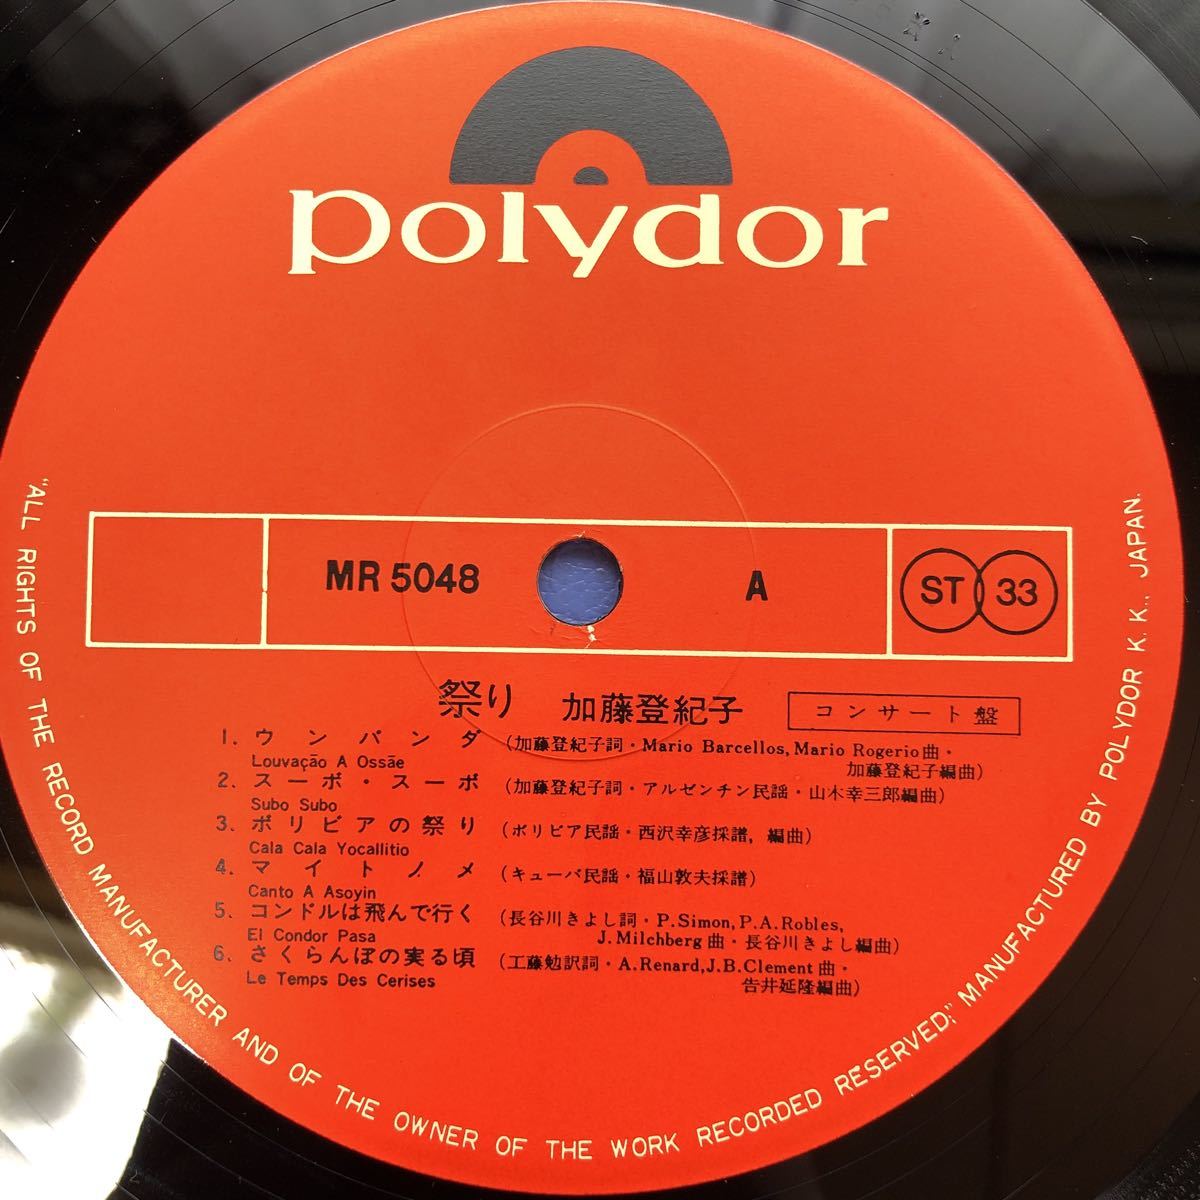 polydor
MR 5048 A ST 33
祭り 加藤登紀子 コンサート盤
1. ウンバンダ (加藤登紀子詞・Mario Barcellos, Mario Rogerio曲・
Louvação A Ossãe 加藤登紀子編曲)
2. スーボ・スーボ (加藤登紀子詞・アルゼンチン民謡・山木幸三郎編曲)
Subo Subo
3. ボリビアの祭り (ボリビア民謡・西沢幸彦採譜, 編曲)
Cala Cala Yocallitio
4. マイトノメ (キューバ民謡・福山敦夫採譜)
Canto A Asoyin
5. コンドルは飛んで行く (長谷川きよし詞・P.Simon, P.A.Robles,
El Condor Pasa J.Milchberg曲・長谷川きよし編曲)
6. さくらんぼの実る頃 (工藤勉訳詞・A.Renard, J.B.Clement曲・
Le Temps Des Cerises 告井延隆編曲)
"ALL RIGHTS OF THE RECORD MANUFACTURER AND OF THE OWNER OF THE WORK RECORDED RESERVED," MANUFACTURED BY POLYDOR K. K., JAPAN.